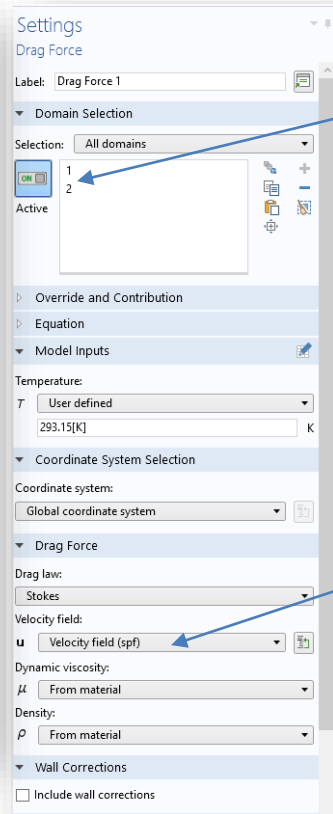 Settings
Drag Force
Label: Drag Force 1
Domain Selection
Selection: All domains
ON
Active
1
2
Override and Contribution
Equation
Model Inputs
Temperature:
T User defined
293.15[K] K
Coordinate System Selection
Coordinate system:
Global coordinate system
Drag Force
Drag law:
Stokes
Velocity field:
u Velocity field (spf)
Dynamic viscosity:
μ From material
Density:
ρ From material
Wall Corrections
Include wall corrections